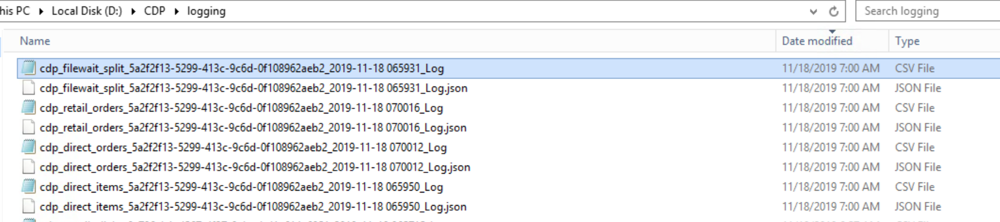 his PC Local Disk (D:) CDP logging Search logging
Name Date modified Type
cdp_filewait_split_5a2f2f13-5299-413c-9c6d-0f108962aeb2_2019-11-18 065931_Log 11/18/2019 7:00 AM CSV File
cdp_filewait_split_5a2f2f13-5299-413c-9c6d-0f108962aeb2_2019-11-18 065931_Log.json 11/18/2019 7:00 AM JSON File
cdp_retail_orders_5a2f2f13-5299-413c-9c6d-0f108962aeb2_2019-11-18 070016_Log 11/18/2019 7:00 AM CSV File
cdp_retail_orders_5a2f2f13-5299-413c-9c6d-0f108962aeb2_2019-11-18 070016_Log.json 11/18/2019 7:00 AM JSON File
cdp_direct_orders_5a2f2f13-5299-413c-9c6d-0f108962aeb2_2019-11-18 070012_Log 11/18/2019 7:00 AM CSV File
cdp_direct_orders_5a2f2f13-5299-413c-9c6d-0f108962aeb2_2019-11-18 070012_Log.json 11/18/2019 7:00 AM JSON File
cdp_direct_items_5a2f2f13-5299-413c-9c6d-0f108962aeb2_2019-11-18 065950_Log 11/18/2019 7:00 AM CSV File
cdp_direct_items_5a2f2f13-5299-413c-9c6d-0f108962aeb2_2019-11-18 065950_Log.json 11/18/2019 7:00 AM JSON File